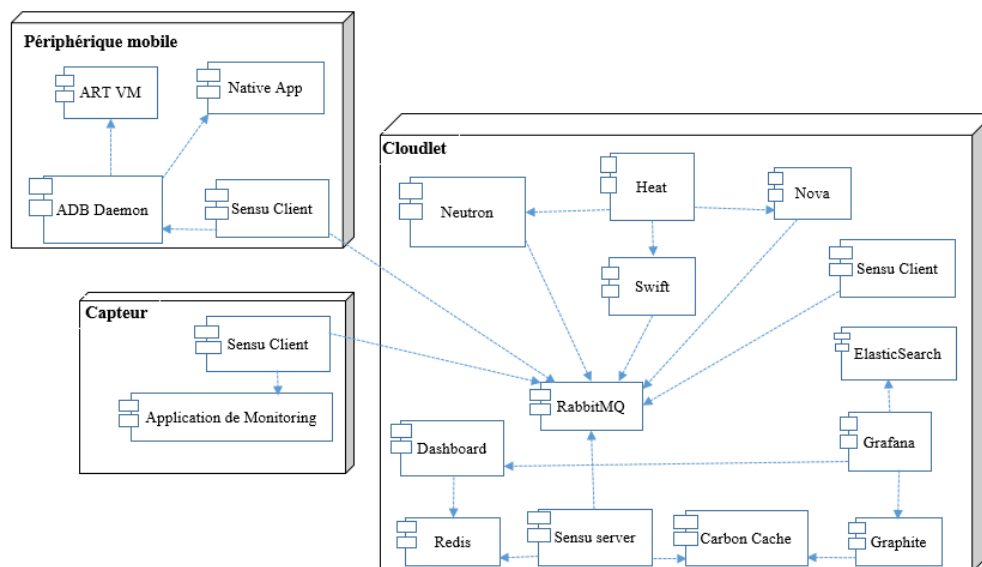 Périphérique mobile
ART VM
Native App
ADB Daemon
Sensu Client
Capteur
Sensu Client
Application de Monitoring
Cloudlet
Neutron
Heat
Nova
Swift
Sensu Client
RabbitMQ
ElasticSearch
Dashboard
Grafana
Redis
Sensu server
Carbon Cache
Graphite